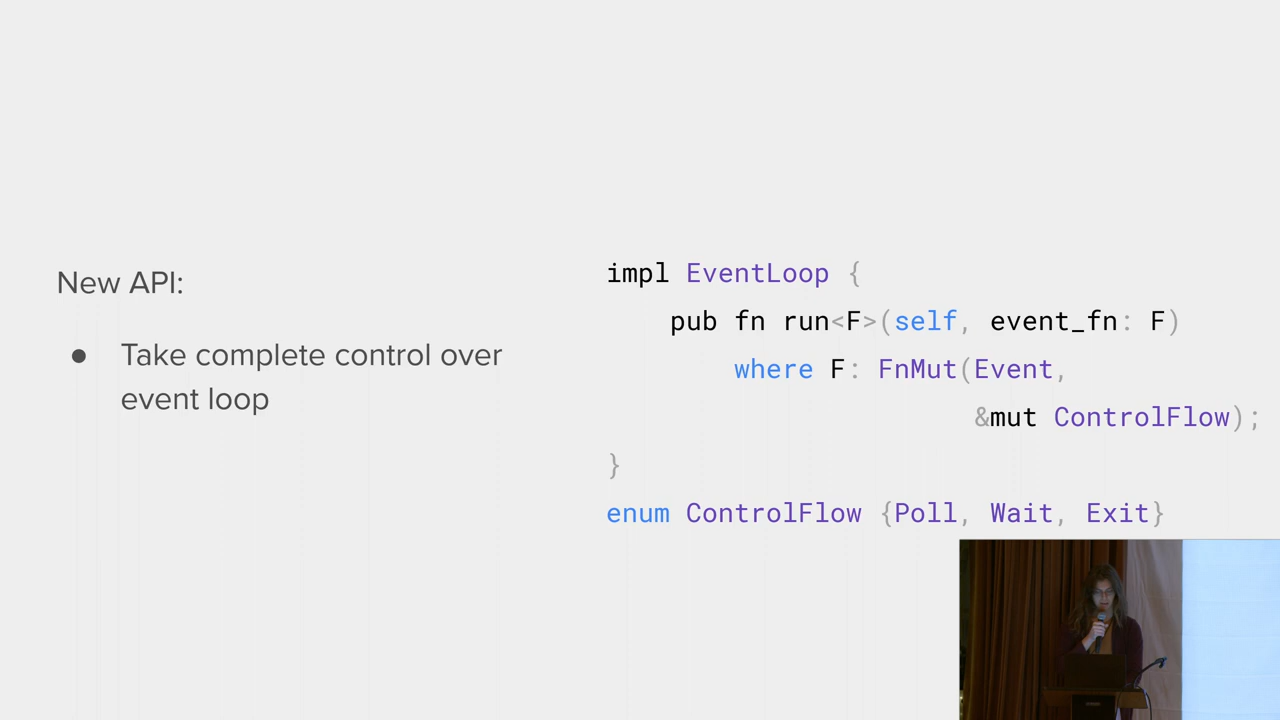 New API:
● Take complete control over
event loop
impl EventLoop {
pub fn run<F>(self, event_fn: F)
where F: FnMut(Event,
&mut ControlFlow);
}
enum ControlFlow {Poll, Wait, Exit}